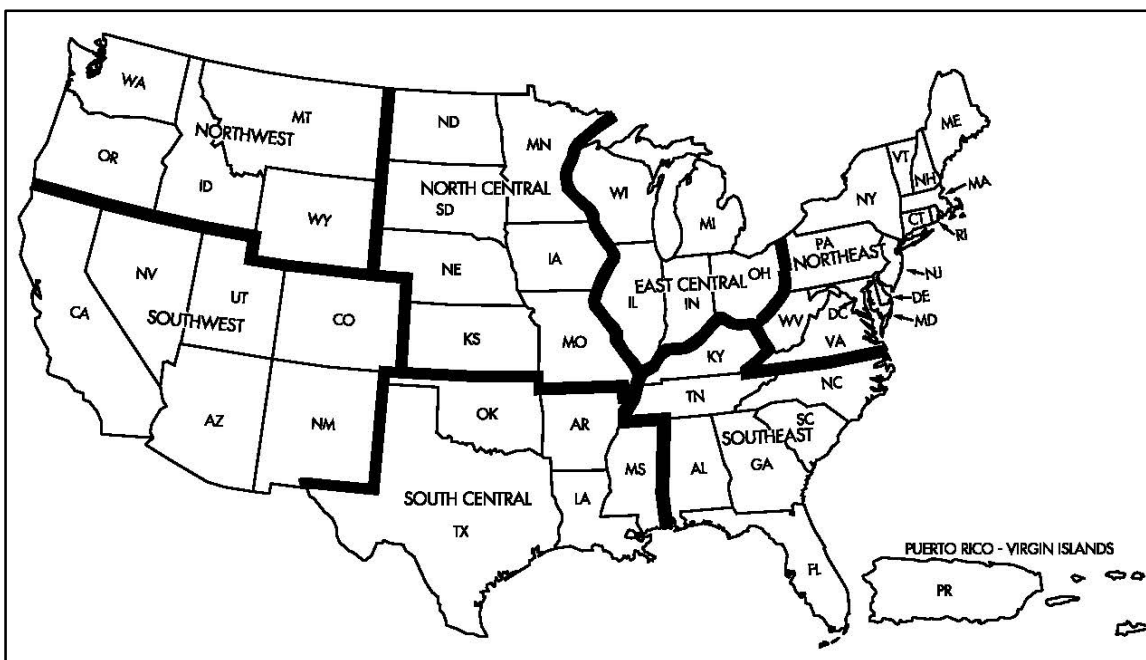 WA
MT
ND
MN
ME
NORTHWEST
OR
VT
NH
MA
ID
NORTH CENTRAL
WI
NY
WY
SD
MI
CT
RI
PA
NORTHEAST
IA
NE
OH
NJ
NV
UT
EAST CENTRAL
IL
IN
DE
CA
SOUTHWEST
CO
WV
DC
MD
KS
MO
VA
KY
NC
TN
AZ
NM
OK
AR
SC
SOUTHEAST
MS
AL
GA
SOUTH CENTRAL
LA
TX
PUERTO RICO - VIRGIN ISLANDS
FL
PR